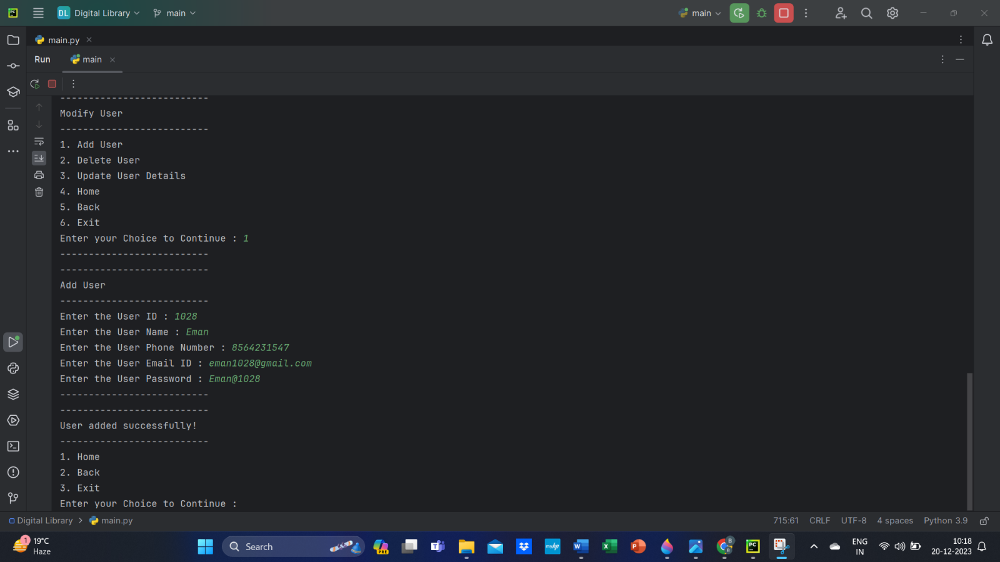 PC
DL Digital Library
main
main
main.py
Run
main
--------------------------
Modify User
--------------------------
1. Add User
2. Delete User
3. Update User Details
4. Home
5. Back
6. Exit
Enter your Choice to Continue : 1
--------------------------
--------------------------
Add User
--------------------------
Enter the User ID : 1028
Enter the User Name : Eman
Enter the User Phone Number : 8564231547
Enter the User Email ID : eman1028@gmail.com
Enter the User Password : Eman@1028
--------------------------
--------------------------
User added successfully!
--------------------------
1. Home
2. Back
3. Exit
Enter your Choice to Continue :
Digital Library > main.py
715:61 CRLF UTF-8 4 spaces Python 3.9
1
19°C
Haze
Search
PRE
T
myhp
W
X
P
B
B
PC
ENG
IN
10:18
20-12-2023